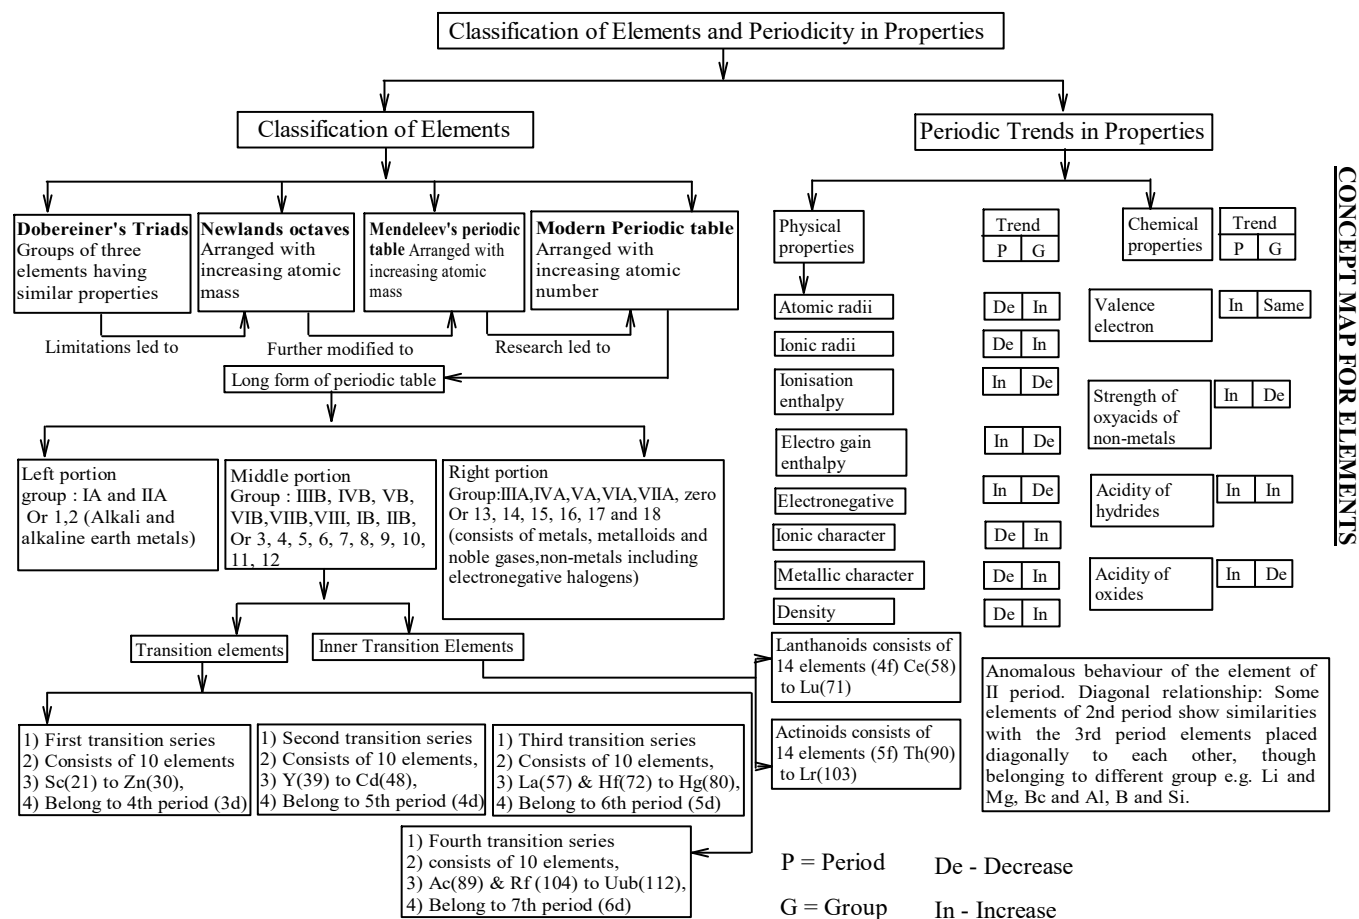 Classification of Elements and Periodicity in Properties
Classification of Elements
Periodic Trends in Properties
CONCEPT MAP FOR ELEMENTS
Dobereiner's Triads
Groups of three
elements having
similar properties
Newlands octaves
Arranged with
increasing atomic
mass
Mendeleev's periodic
table Arranged with
increasing atomic
mass
Modern Periodic table
Arranged with
increasing atomic
number
Limitations led to
Further modified to
Research led to
Long form of periodic table
Left portion
group : IA and IIA
Or 1,2 (Alkali and
alkaline earth metals)
Middle portion
Group : IIIB, IVB, VB,
VIB,VIIB,VIII, IB, IIB,
Or 3, 4, 5, 6, 7, 8, 9, 10,
11, 12
Right portion
Group:IIIA,IVA,VA,VIA,VIIA, zero
Or 13, 14, 15, 16, 17 and 18
(consists of metals, metalloids and
noble gases,non-metals including
electronegative halogens)
Transition elements
Inner Transition Elements
1) First transition series
2) Consists of 10 elements
3) Sc(21) to Zn(30),
4) Belong to 4th period (3d)
1) Second transition series
2) Consists of 10 elements,
3) Y(39) to Cd(48),
4) Belong to 5th period (4d)
1) Third transition series
2) Consists of 10 elements,
3) La(57) & Hf(72) to Hg(80),
4) Belong to 6th period (5d)
1) Fourth transition series
2) consists of 10 elements,
3) Ac(89) & Rf (104) to Uub(112),
4) Belong to 7th period (6d)
Lanthanoids consists of
14 elements (4f) Ce(58)
to Lu(71)
Actinoids consists of
14 elements (5f) Th(90)
to Lr(103)
Physical
properties
Trend
P G
Atomic radii
De In
Ionic radii
De In
Ionisation
enthalpy
In De
Electro gain
enthalpy
In De
Electronegative
In De
Ionic character
De In
Metallic character
De In
Density
De In
Chemical
properties
Trend
P G
Valence
electron
In Same
Strength of
oxyacids of
non-metals
In De
Acidity of
hydrides
In In
Acidity of
oxides
In De
Anomalous behaviour of the element of
II period. Diagonal relationship: Some
elements of 2nd period show similarities
with the 3rd period elements placed
diagonally to each other, though
belonging to different group e.g. Li and
Mg, Bc and Al, B and Si.
P = Period
De - Decrease
G = Group
In - Increase